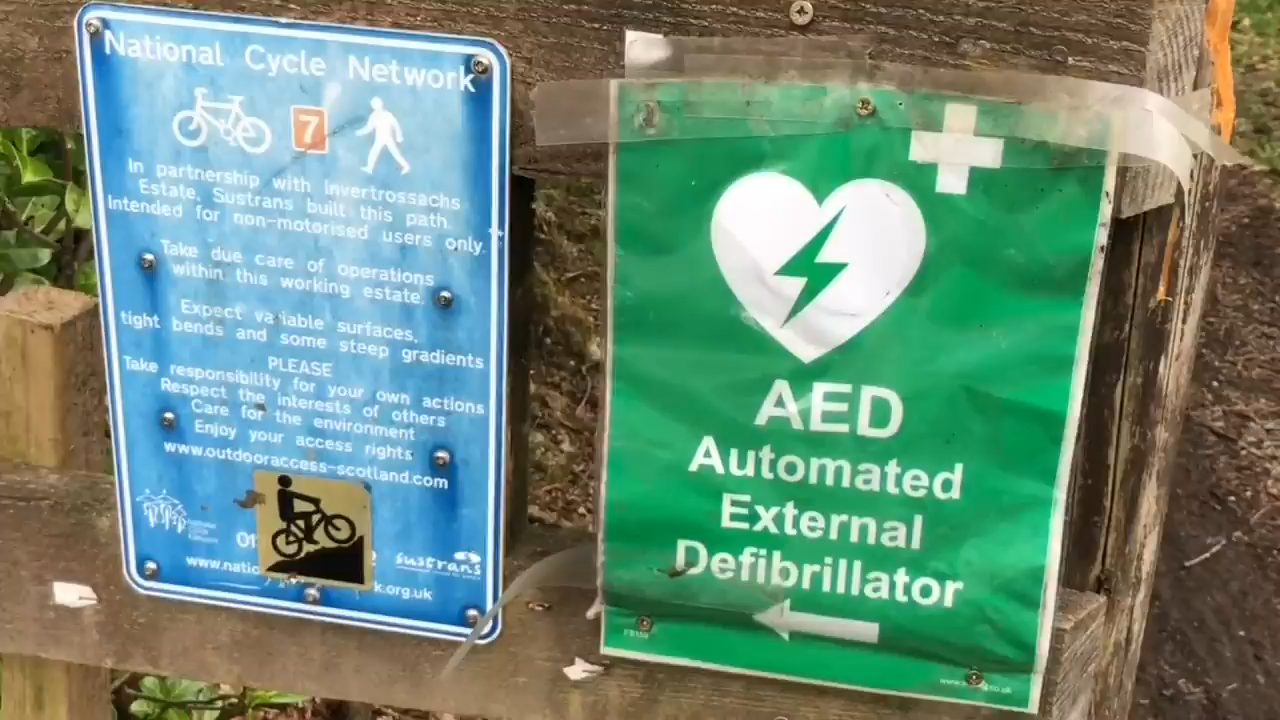 National Cycle Network
7
In partnership with Invertrossachs
Estate, Sustrans built this path.
Intended for non-motorised users only.
Take due care of operations
within this working estate.
Expect variable surfaces,
tight bends and some steep gradients
PLEASE
Take responsibility for your own actions
Respect the interests of others
Care for the environment
Enjoy your access rights
www.outdooraccess-scotland.com
sustrans
k.org.uk
AED
Automated
External
Defibrillator